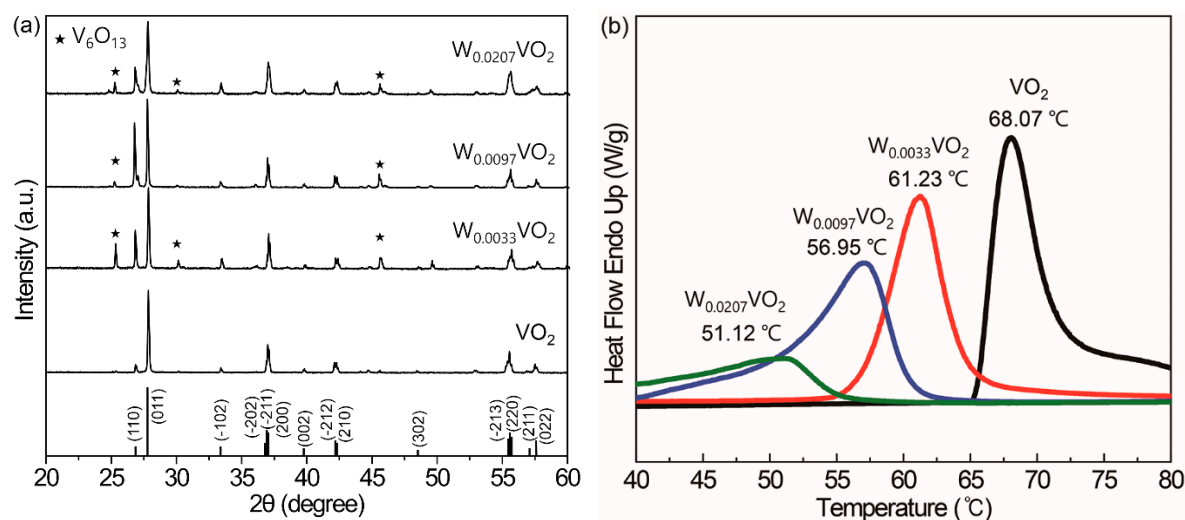 (a)
★ V₆O₁₃
W₀.₀₂₀₇VO₂
★ ★ ★
W₀.₀₀₉₇VO₂
★ ★
W₀.₀₀₃₃VO₂
★ ★ ★
VO₂
Intensity (a.u.)
(110)
(011)
(-102)
(-202)
(-211)
(200)
(002)
(-212)
(210)
(302)
(-213)
(220)
(211)
(022)
20 25 30 35 40 45 50 55 60
2θ (degree)
(b)
VO₂
68.07 ℃
W₀.₀₀₃₃VO₂
61.23 ℃
W₀.₀₀₉₇VO₂
56.95 ℃
W₀.₀₂₀₇VO₂
51.12 ℃
Heat Flow Endo Up (W/g)
40 45 50 55 60 65 70 75 80
Temperature (℃)